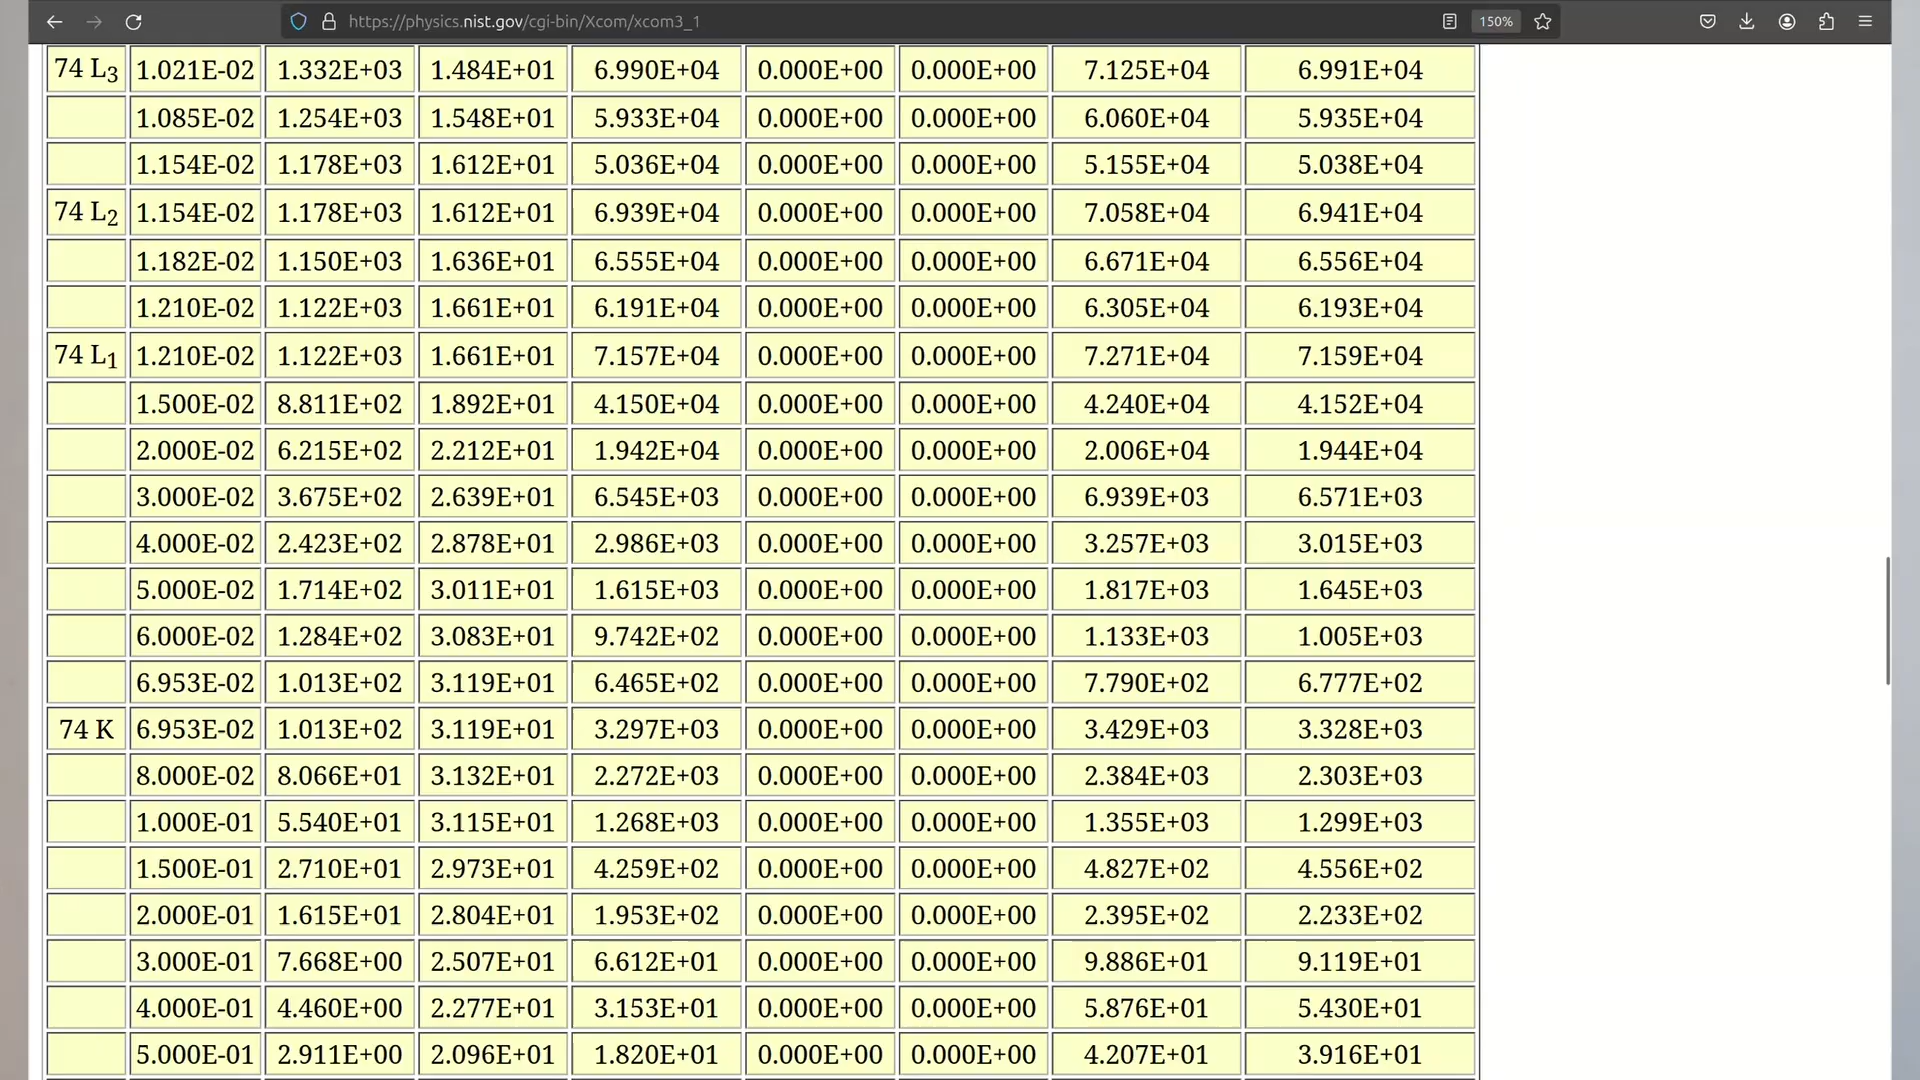 https://physics.nist.gov/cgi-bin/Xcom/xcom3_1 150%
74 L3 1.021E-02 1.332E+03 1.484E+01 6.990E+04 0.000E+00 0.000E+00 7.125E+04 6.991E+04
1.085E-02 1.254E+03 1.548E+01 5.933E+04 0.000E+00 0.000E+00 6.060E+04 5.935E+04
1.154E-02 1.178E+03 1.612E+01 5.036E+04 0.000E+00 0.000E+00 5.155E+04 5.038E+04
74 L2 1.154E-02 1.178E+03 1.612E+01 6.939E+04 0.000E+00 0.000E+00 7.058E+04 6.941E+04
1.182E-02 1.150E+03 1.636E+01 6.555E+04 0.000E+00 0.000E+00 6.671E+04 6.556E+04
1.210E-02 1.122E+03 1.661E+01 6.191E+04 0.000E+00 0.000E+00 6.305E+04 6.193E+04
74 L1 1.210E-02 1.122E+03 1.661E+01 7.157E+04 0.000E+00 0.000E+00 7.271E+04 7.159E+04
1.500E-02 8.811E+02 1.892E+01 4.150E+04 0.000E+00 0.000E+00 4.240E+04 4.152E+04
2.000E-02 6.215E+02 2.212E+01 1.942E+04 0.000E+00 0.000E+00 2.006E+04 1.944E+04
3.000E-02 3.675E+02 2.639E+01 6.545E+03 0.000E+00 0.000E+00 6.939E+03 6.571E+03
4.000E-02 2.423E+02 2.878E+01 2.986E+03 0.000E+00 0.000E+00 3.257E+03 3.015E+03
5.000E-02 1.714E+02 3.011E+01 1.615E+03 0.000E+00 0.000E+00 1.817E+03 1.645E+03
6.000E-02 1.284E+02 3.083E+01 9.742E+02 0.000E+00 0.000E+00 1.133E+03 1.005E+03
6.953E-02 1.013E+02 3.119E+01 6.465E+02 0.000E+00 0.000E+00 7.790E+02 6.777E+02
74 K 6.953E-02 1.013E+02 3.119E+01 3.297E+03 0.000E+00 0.000E+00 3.429E+03 3.328E+03
8.000E-02 8.066E+01 3.132E+01 2.272E+03 0.000E+00 0.000E+00 2.384E+03 2.303E+03
1.000E-01 5.540E+01 3.115E+01 1.268E+03 0.000E+00 0.000E+00 1.355E+03 1.299E+03
1.500E-01 2.710E+01 2.973E+01 4.259E+02 0.000E+00 0.000E+00 4.827E+02 4.556E+02
2.000E-01 1.615E+01 2.804E+01 1.953E+02 0.000E+00 0.000E+00 2.395E+02 2.233E+02
3.000E-01 7.668E+00 2.507E+01 6.612E+01 0.000E+00 0.000E+00 9.886E+01 9.119E+01
4.000E-01 4.460E+00 2.277E+01 3.153E+01 0.000E+00 0.000E+00 5.876E+01 5.430E+01
5.000E-01 2.911E+00 2.096E+01 1.820E+01 0.000E+00 0.000E+00 4.207E+01 3.916E+01